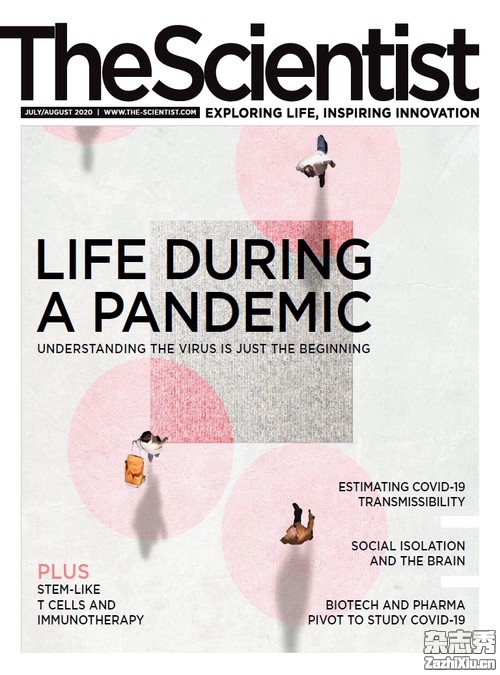 TheScientist
JULY/AUGUST 2020 | WWW.THE-SCIENTIST.COM
EXPLORING LIFE, INSPIRING INNOVATION
LIFE DURING
A PANDEMIC
UNDERSTANDING THE VIRUS IS JUST THE BEGINNING
ESTIMATING COVID-19
TRANSMISSIBILITY
SOCIAL ISOLATION
AND THE BRAIN
BIOTECH AND PHARMA
PIVOT TO STUDY COVID-19
PLUS
STEM-LIKE
T CELLS AND
IMMUNOTHERAPY
杂志秀
ZazhiXiu.cn